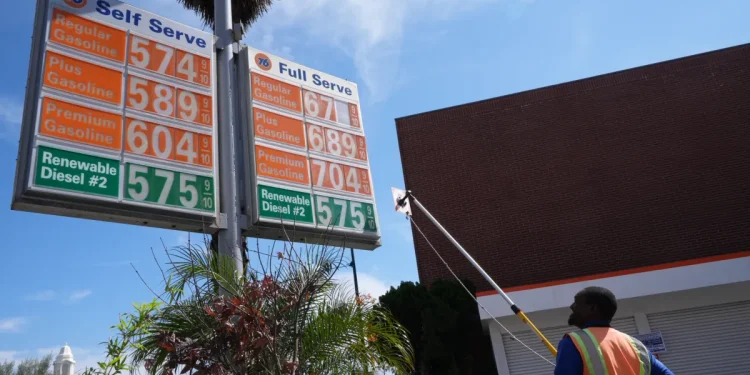 76 Self Serve
Regular
Gasoline 574 9/10
Plus
Gasoline 589 9/10
Premium
Gasoline 604 9/10
Renewable
Diesel #2 575 9/10
76 Full Serve
Regular
Gasoline 67
Plus
Gasoline 689 9/10
Premium
Gasoline 704 9/10
Renewable
Diesel #2 575 9/10